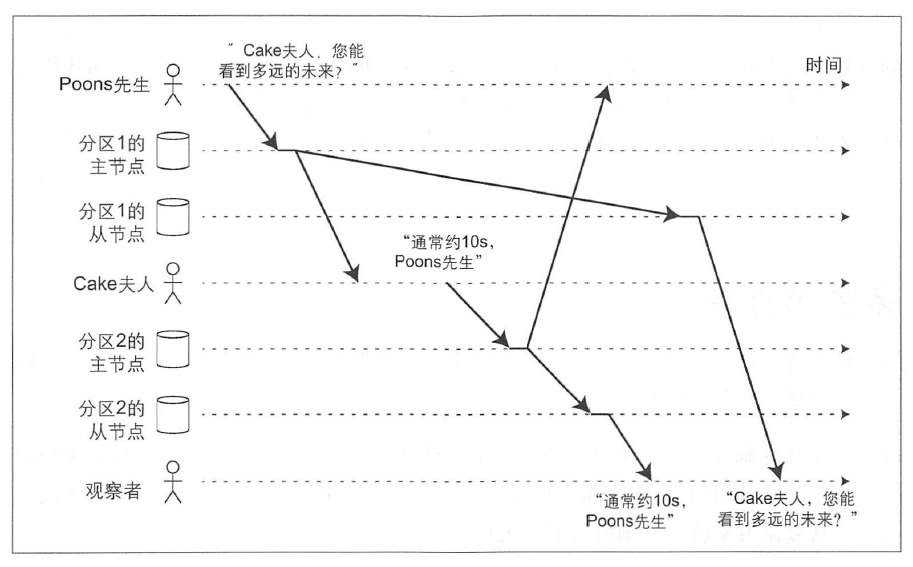 “Cake夫人，您能
看到多远的未来？”
时间
Poons先生
分区1的
主节点
分区1的
从节点
“通常约10s，
Poons先生”
Cake夫人
分区2的
主节点
分区2的
从节点
观察者
“通常约10s，
Poons先生”
“Cake夫人，您能
看到多远的未来？”